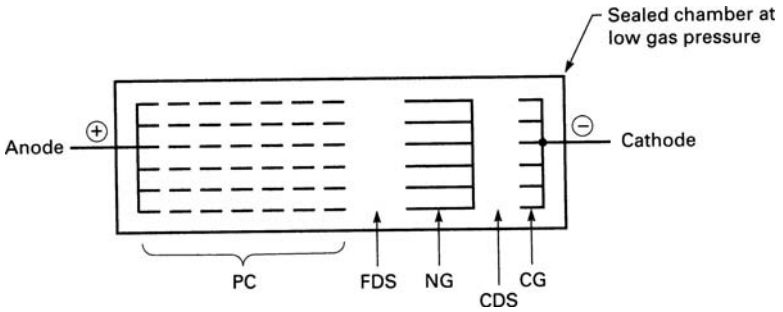 Sealed chamber at
low gas pressure
Anode
+
−
Cathode
PC
FDS
NG
CDS
CG